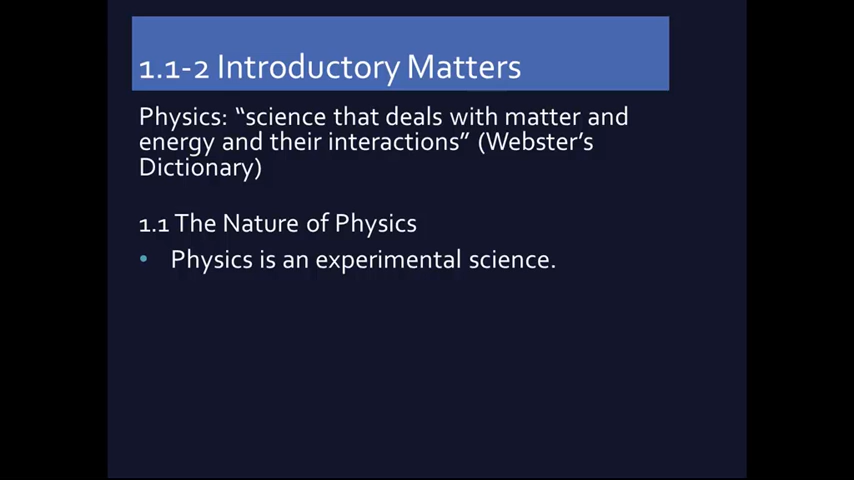 1.1-2 Introductory Matters
Physics: “science that deals with matter and
energy and their interactions” (Webster’s
Dictionary)
1.1 The Nature of Physics
• Physics is an experimental science.